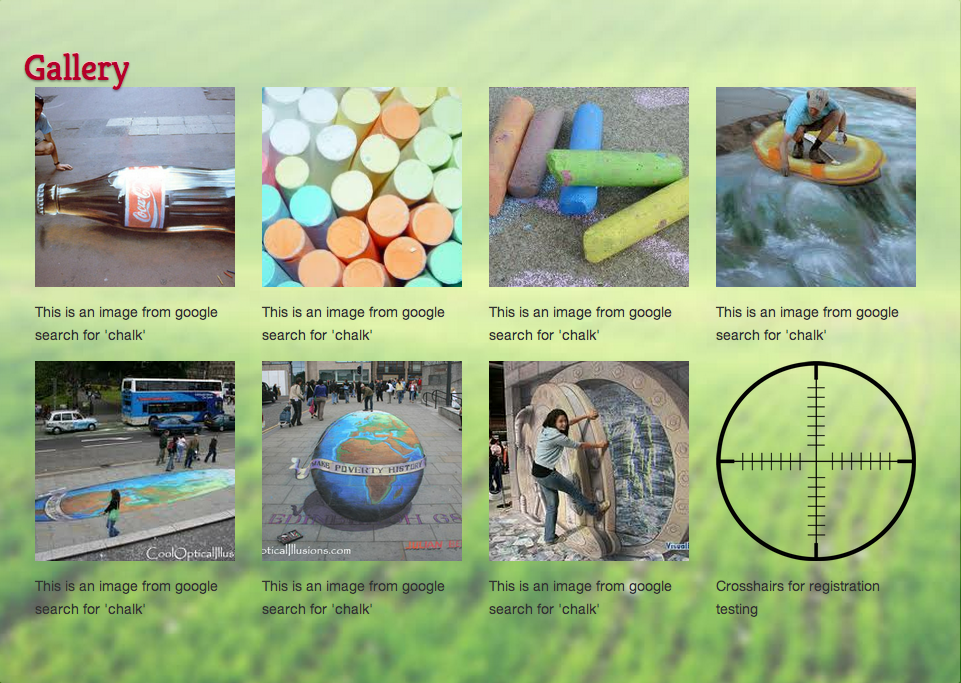 Gallery
Coca-Cola
This is an image from google
search for 'chalk'
This is an image from google
search for 'chalk'
This is an image from google
search for 'chalk'
This is an image from google
search for 'chalk'
CoolOpticalIllus
MAKE POVERTY HISTORY
opticalIllusions.com
This is an image from google
search for 'chalk'
This is an image from google
search for 'chalk'
This is an image from google
search for 'chalk'
Crosshairs for registration
testing